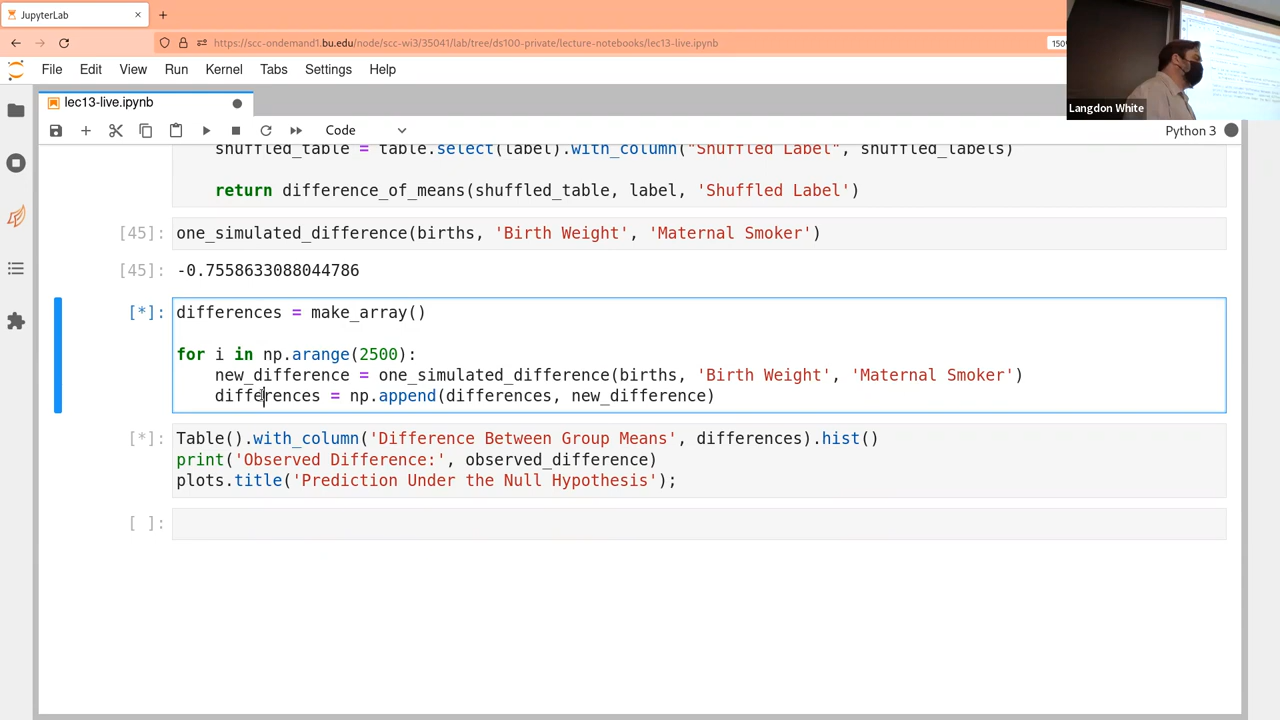 JupyterLab
https://scc-ondemand1.bu.edu/node/scc-wi3/35041/lab/tree/ds100-private/lecture-notebooks/lec13-live.ipynb
150%
Langdon White
File Edit View Run Kernel Tabs Settings Help
lec13-live.ipynb
Code
Python 3
shuffled_table = table.select(label).with_column("Shuffled Label", shuffled_labels)
return difference_of_means(shuffled_table, label, 'Shuffled Label')
[45]: one_simulated_difference(births, 'Birth Weight', 'Maternal Smoker')
[45]: -0.7558633088044786
[*]: differences = make_array()
for i in np.arange(2500):
new_difference = one_simulated_difference(births, 'Birth Weight', 'Maternal Smoker')
differences = np.append(differences, new_difference)
[*]: Table().with_column('Difference Between Group Means', differences).hist()
print('Observed Difference:', observed_difference)
plots.title('Prediction Under the Null Hypothesis');
[ ]: